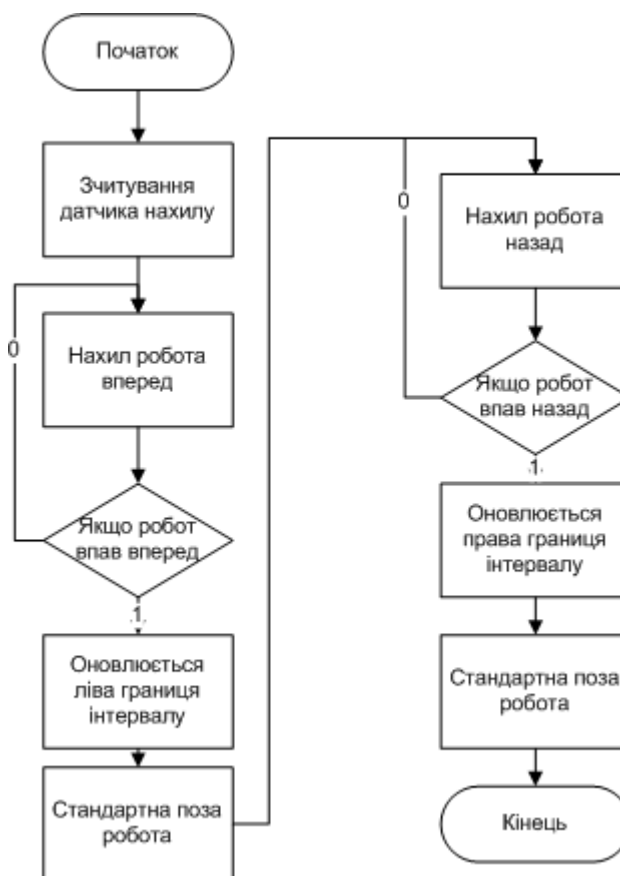 Початок
Зчитування
датчика нахилу
0
Нахил робота
вперед
Якщо робот
впав вперед
1
Оновлюється
ліва границя
інтервалу
Стандартна поза
робота
0
Нахил робота
назад
Якщо робот
впав назад
1
Оновлюється
права границя
інтервалу
Стандартна поза
робота
Кінець